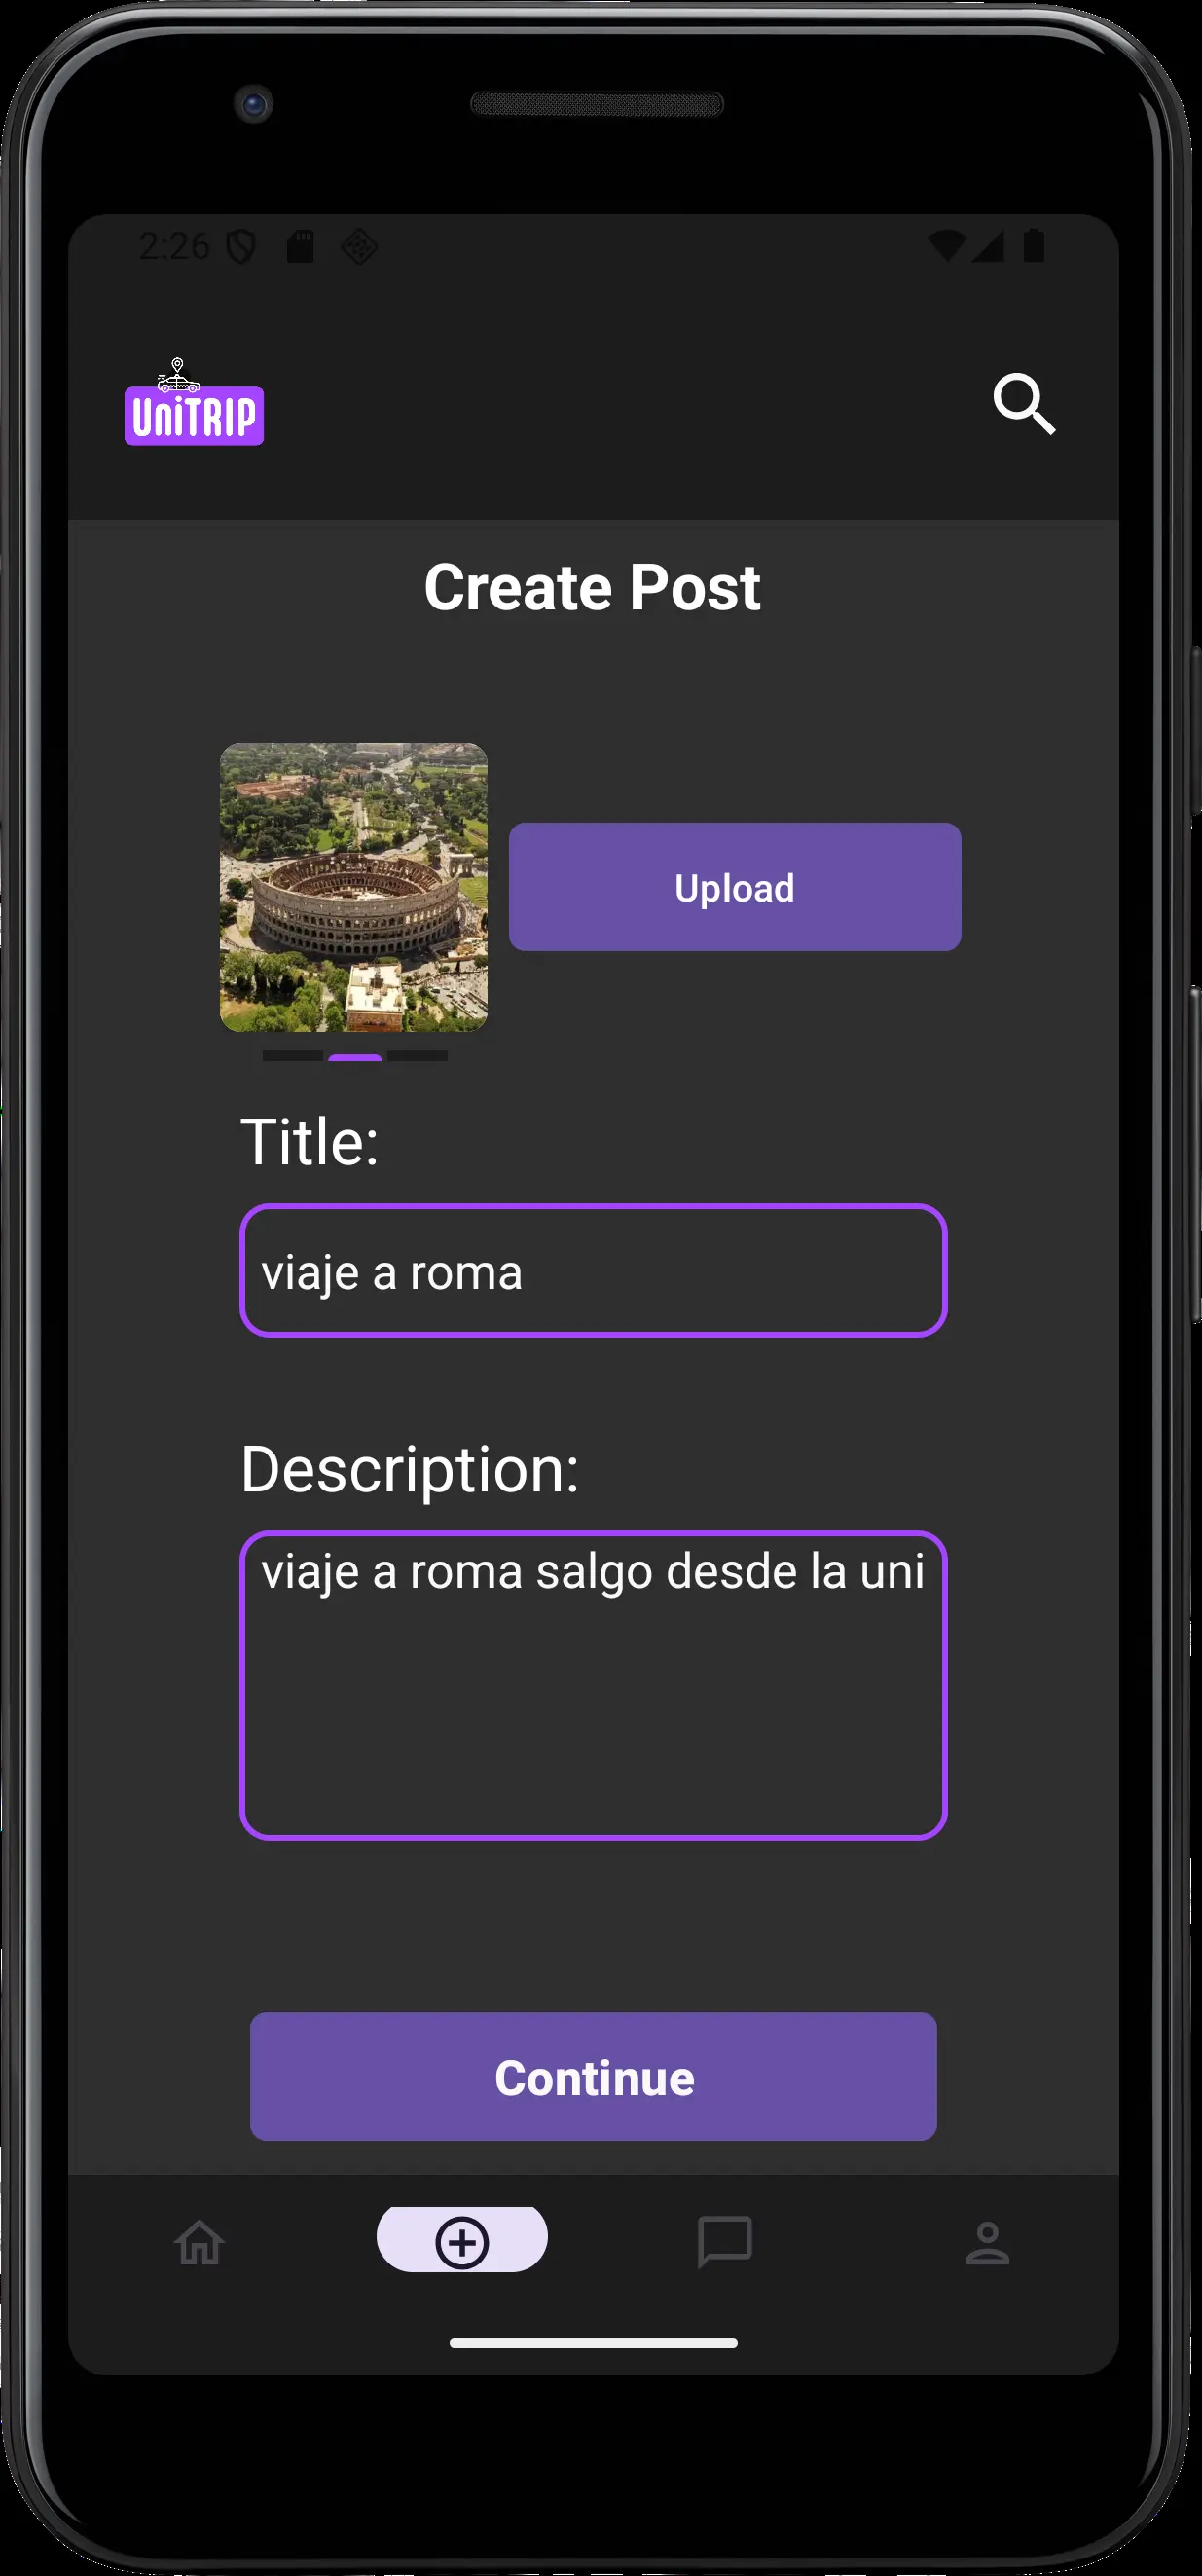 2:26
UniTRIP
Create Post
Upload
Title:
viaje a roma
Description:
viaje a roma salgo desde la uni
Continue